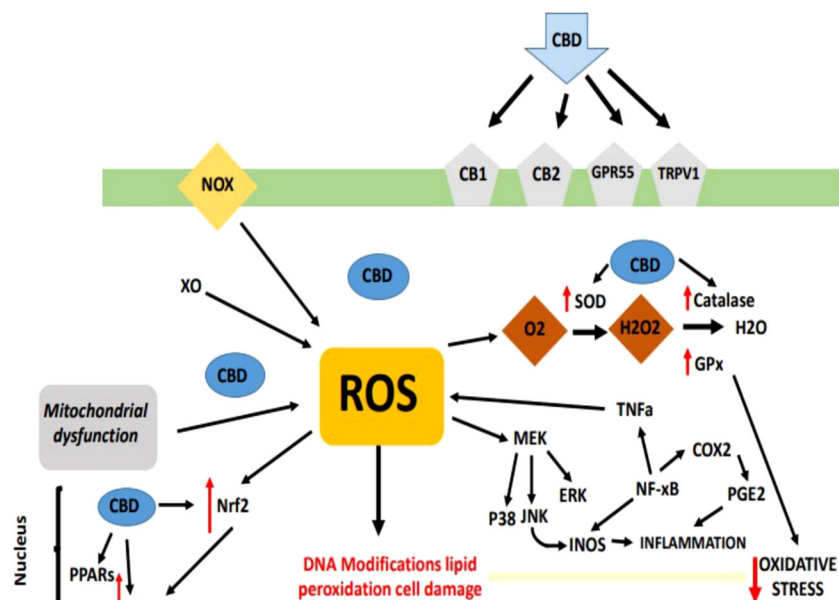 CBD
CB1
CB2
GPR55
TRPV1
NOX
CBD
CBD
XO
SOD
Catalase
O2
H2O2
H2O
CBD
GPx
ROS
Mitochondrial
dysfunction
TNFa
MEK
COX2
CBD
Nrf2
ERK
NF-xB
PGE2
P38
JNK
INOS
INFLAMMATION
Nucleus
PPARs
DNA Modifications lipid
peroxidation cell damage
OXIDATIVE
STRESS